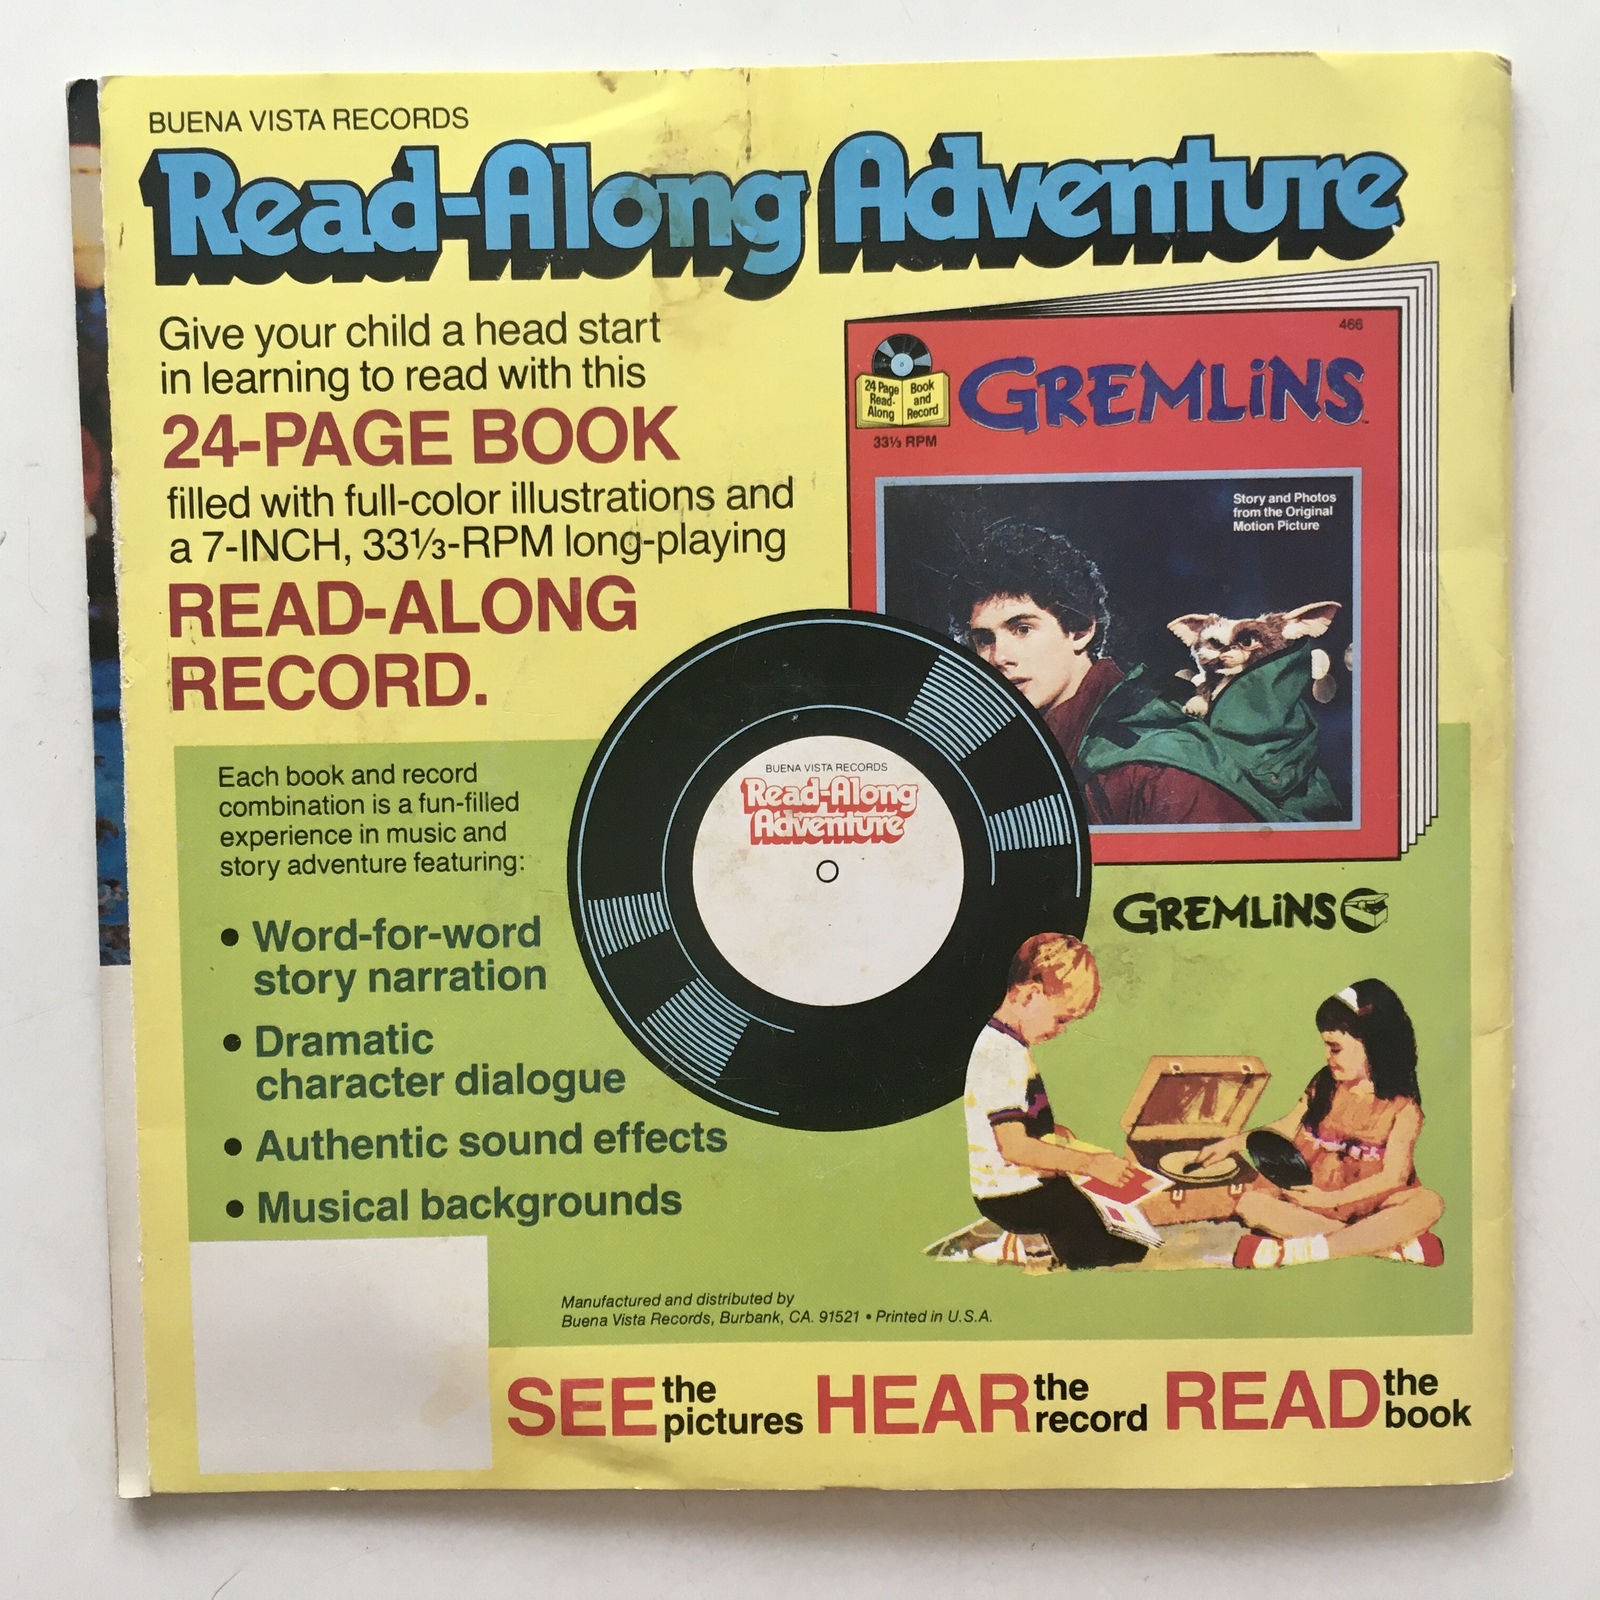 BUENA VISTA RECORDS
Read-Along Adventure
Give your child a head start
in learning to read with this
24-PAGE BOOK
filled with full-color illustrations and
a 7-INCH, 33⅓-RPM long-playing
READ-ALONG
RECORD.
466
24 Page
Read-
Along
Book
and
Record
33⅓ RPM
GREMLiNS
™
Story and Photos
from the Original
Motion Picture
BUENA VISTA RECORDS
Read-Along
Adventure
Each book and record
combination is a fun-filled
experience in music and
story adventure featuring:
• Word-for-word
story narration
• Dramatic
character dialogue
• Authentic sound effects
• Musical backgrounds
GREMLiNS
Manufactured and distributed by
Buena Vista Records, Burbank, CA. 91521 • Printed in U.S.A.
SEE the pictures HEAR the record READ the book